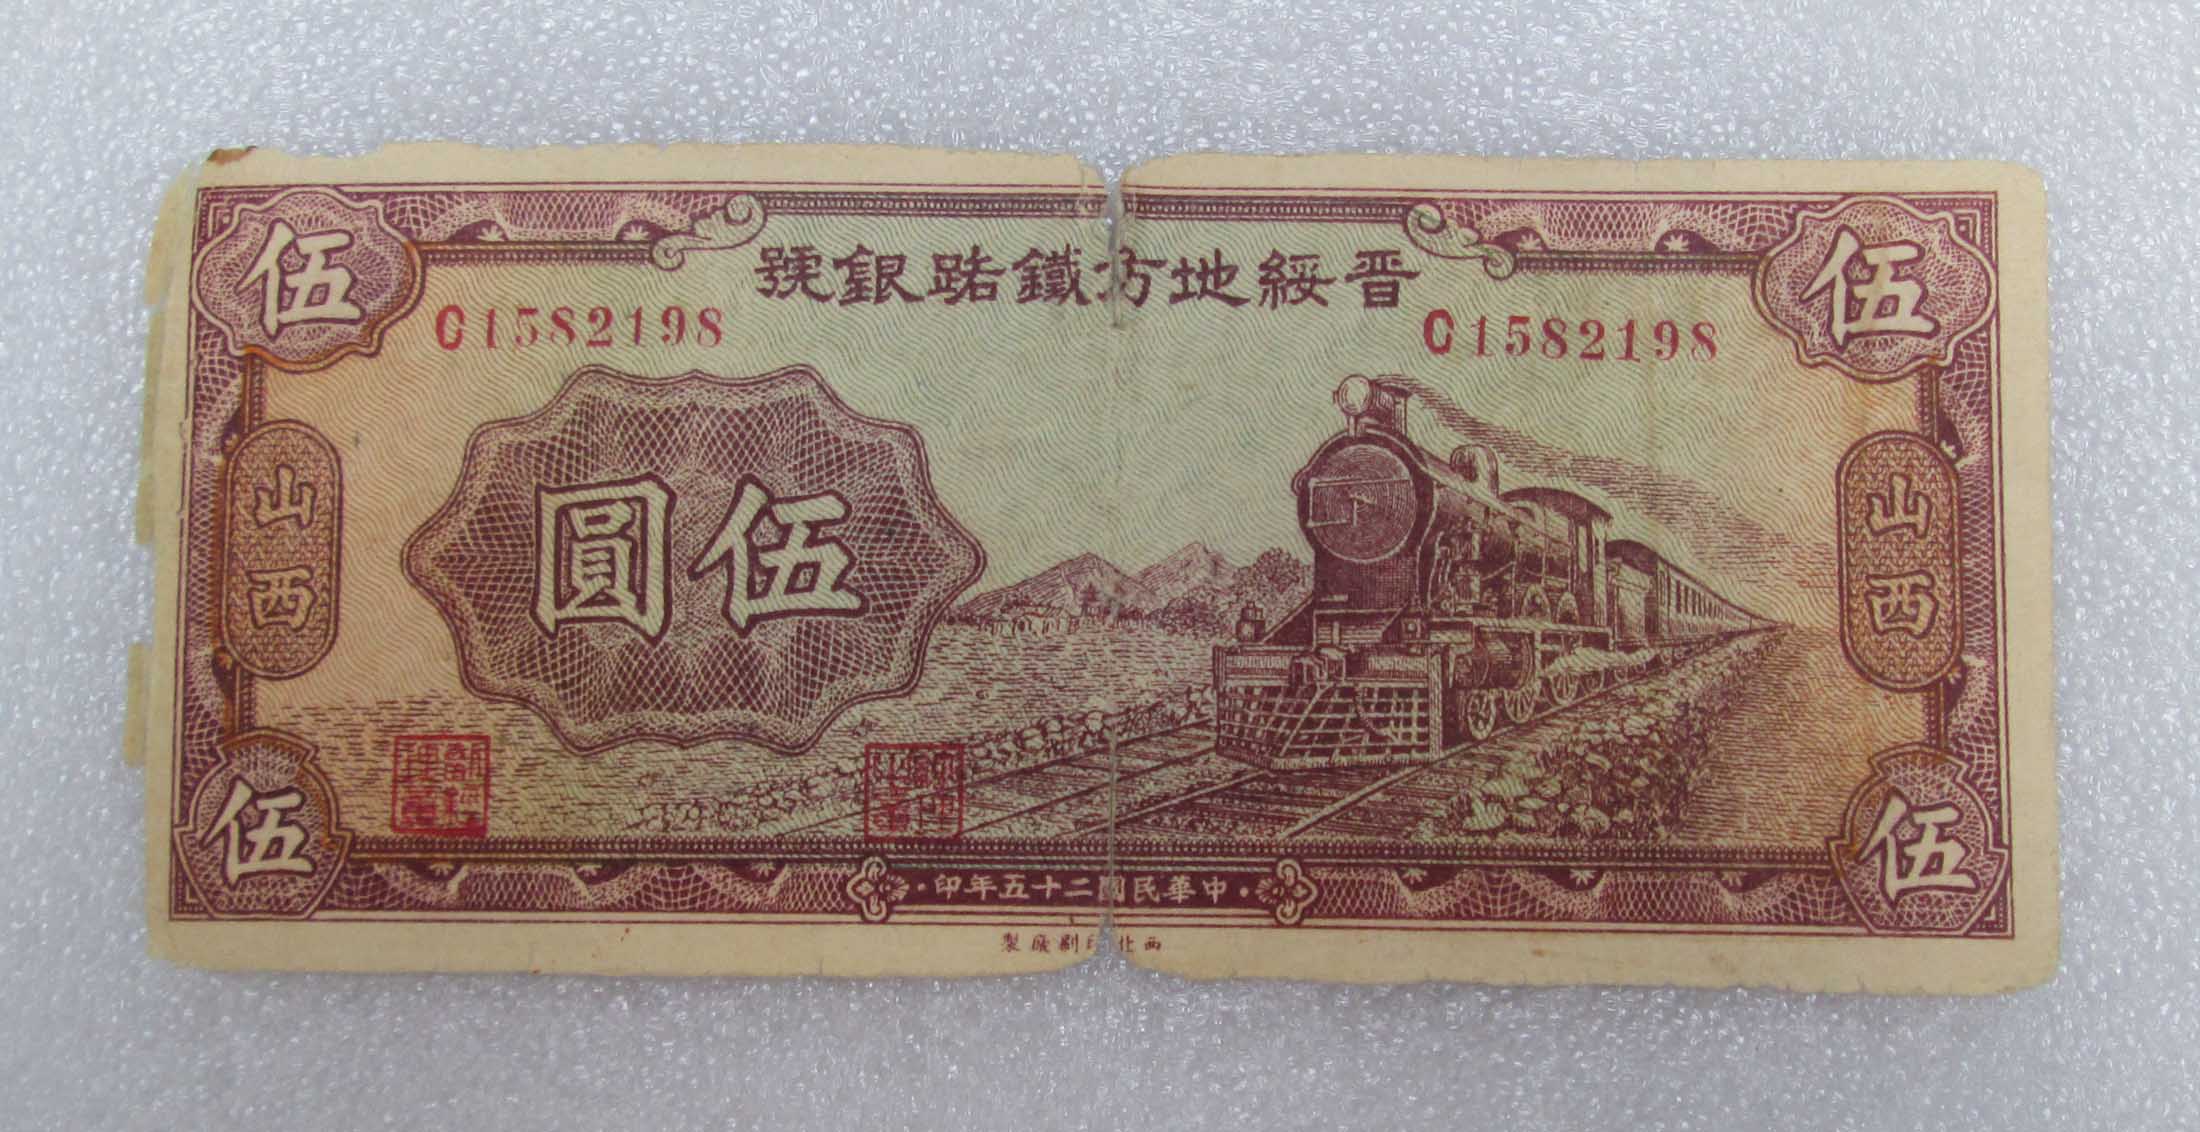 晉綏地方鐵路銀號
伍
伍
C1582198
C1582198
伍圓
山西
山西
伍
伍
中華民國二十五年印
西北印刷廠製